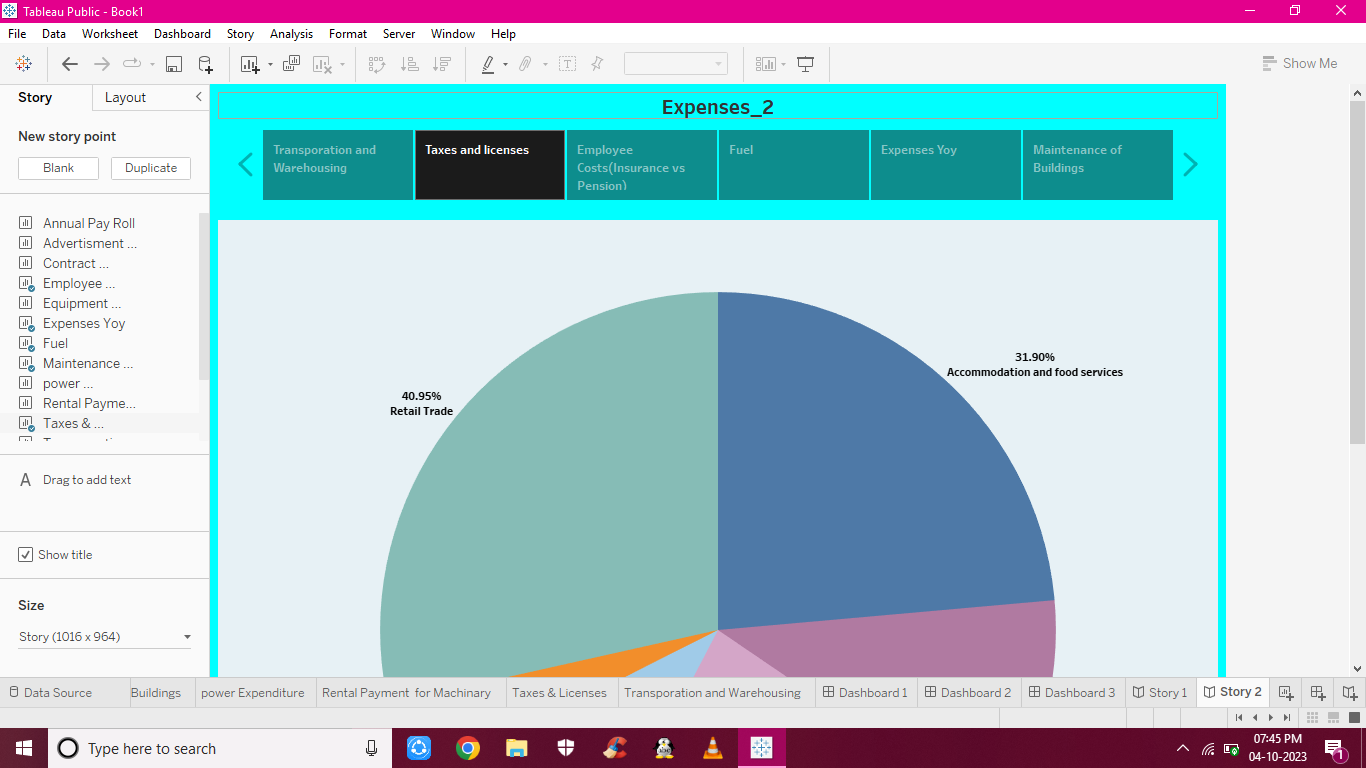 Tableau Public - Book1
File Data Worksheet Dashboard Story Analysis Format Server Window Help
Show Me
Story Layout
New story point
Blank Duplicate
Annual Pay Roll
Advertisment ...
Contract ...
Employee ...
Equipment ...
Expenses Yoy
Fuel
Maintenance ...
power ...
Rental Payme...
Taxes & ...
A Drag to add text
Show title
Size
Story (1016 x 964)
Expenses_2
Transporation and
Warehousing
Taxes and licenses
Employee
Costs(Insurance vs
Pension)
Fuel
Expenses Yoy
Maintenance of
Buildings
40.95%
Retail Trade
31.90%
Accommodation and food services
Data Source Buildings power Expenditure Rental Payment for Machinary Taxes & Licenses Transporation and Warehousing Dashboard 1 Dashboard 2 Dashboard 3 Story 1 Story 2
Type here to search
07:45 PM
04-10-2023
1